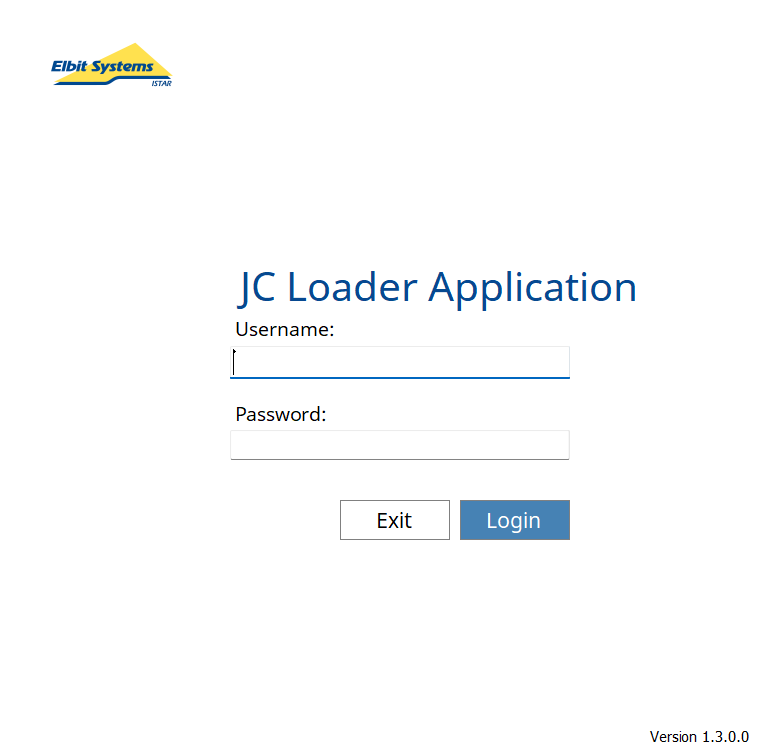 Elbit Systems
ISTAR
JC Loader Application
Username:
Password:
Exit
Login
Version 1.3.0.0